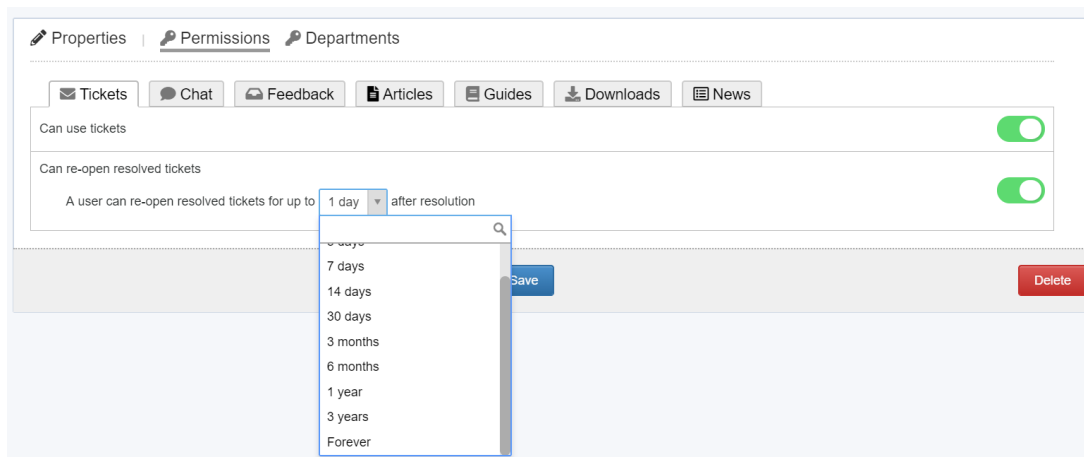 Properties | Permissions Departments
Tickets Chat Feedback Articles Guides Downloads News
Can use tickets
Can re-open resolved tickets
A user can re-open resolved tickets for up to 1 day after resolution
days
7 days
14 days
Save Delete
30 days
3 months
6 months
1 year
3 years
Forever